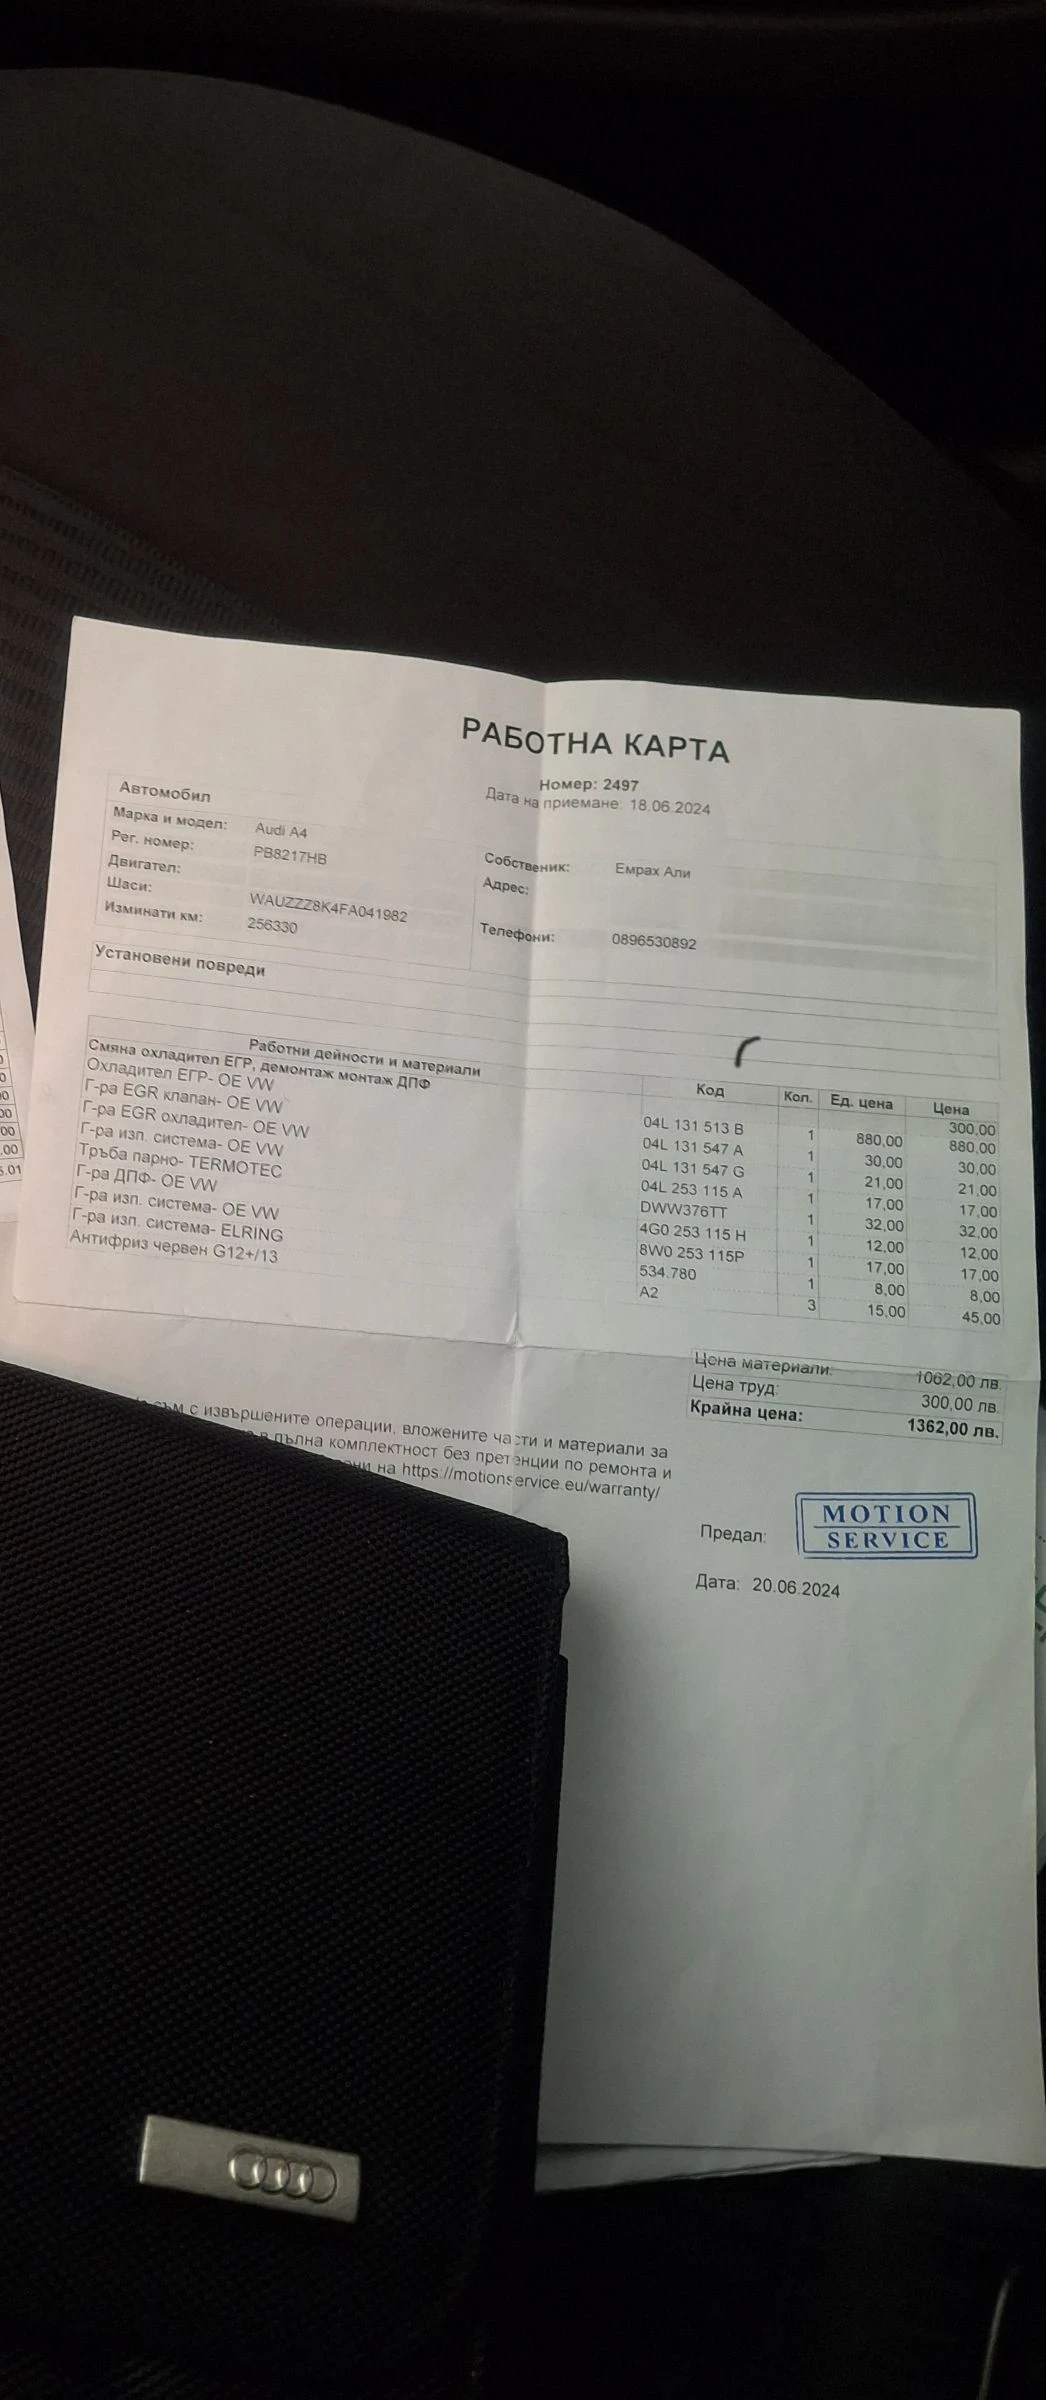 РАБОТНА КАРТА
Номер: 2497
Дата на приемане: 18.06.2024
Автомобил
Марка и модел: Audi A4
Рег. номер: PB8217HB
Двигател:
Шаси: WAUZZZ8K4FA041982
Изминати км: 256330
Собственик: Емрах Али
Адрес:
Телефони: 0896530892
Установени повреди
Работни дейности и материали Код Кол. Ед. цена Цена
Смяна охладител ЕГР, демонтаж монтаж ДПФ 300,00
Охладител ЕГР- OE VW 04L 131 513 B 1 880,00 880,00
Г-ра EGR клапан- OE VW 04L 131 547 A 1 30,00 30,00
Г-ра EGR охладител- OE VW 04L 131 547 G 1 21,00 21,00
Г-ра изп. система- OE VW 04L 253 115 A 1 17,00 17,00
Тръба парно- TERMOTEC DWW376TT 1 32,00 32,00
Г-ра ДПФ- OE VW 4G0 253 115 H 1 12,00 12,00
Г-ра изп. система- OE VW 8W0 253 115P 1 17,00 17,00
Г-ра изп. система- ELRING 534.780 1 8,00 8,00
Антифриз червен G12+/13 A2 3 15,00 45,00
Цена материали: 1062,00 лв.
Цена труд: 300,00 лв.
Крайна цена: 1362,00 лв.
с извършените операции, вложените части и материали за
в пълна комплектност без претенции по ремонта и
на https://motionservice.eu/warranty/
Предал: MOTION SERVICE
Дата: 20.06.2024